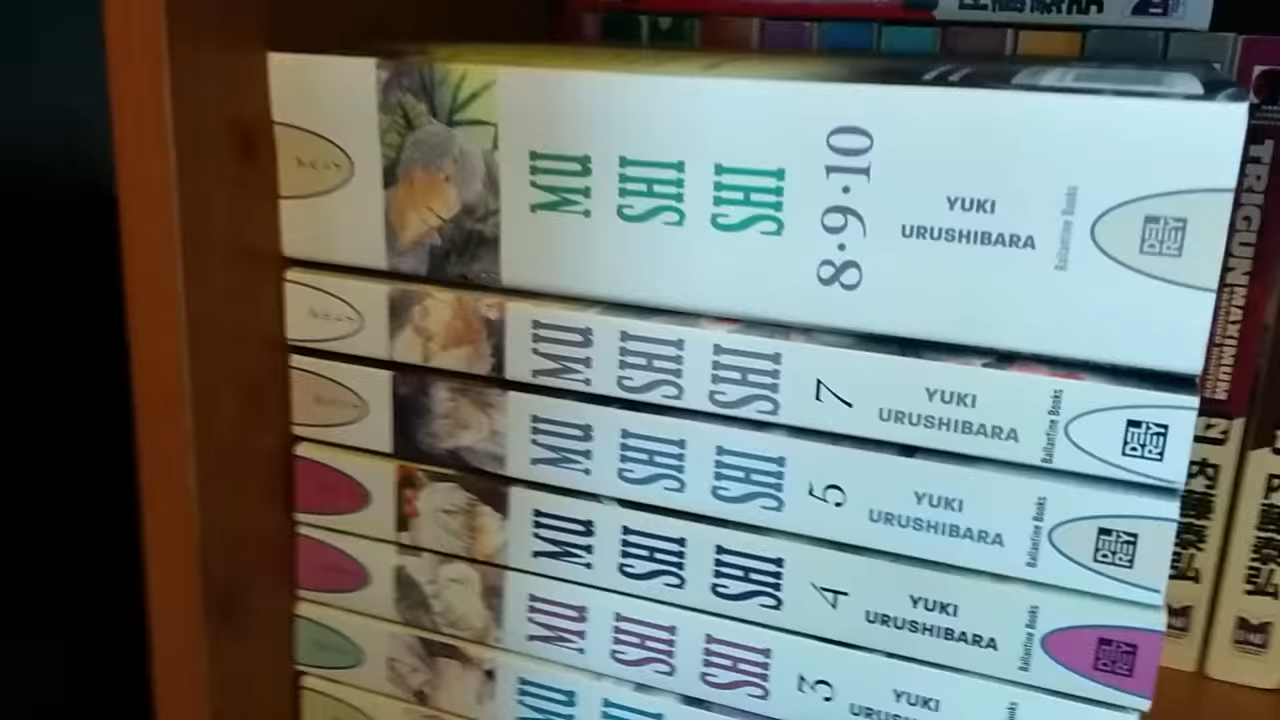 MU SHI SHI 8·9·10 YUKI URUSHIBARA Ballantine Books DEL REY
MU SHI SHI 7 YUKI URUSHIBARA Ballantine Books DEL REY
MU SHI SHI 5 YUKI URUSHIBARA Ballantine Books DEL REY
MU SHI SHI 4 YUKI URUSHIBARA Ballantine Books DEL REY
MU SHI SHI 3 YUKI
MU
TRIGUN MAXIMUM